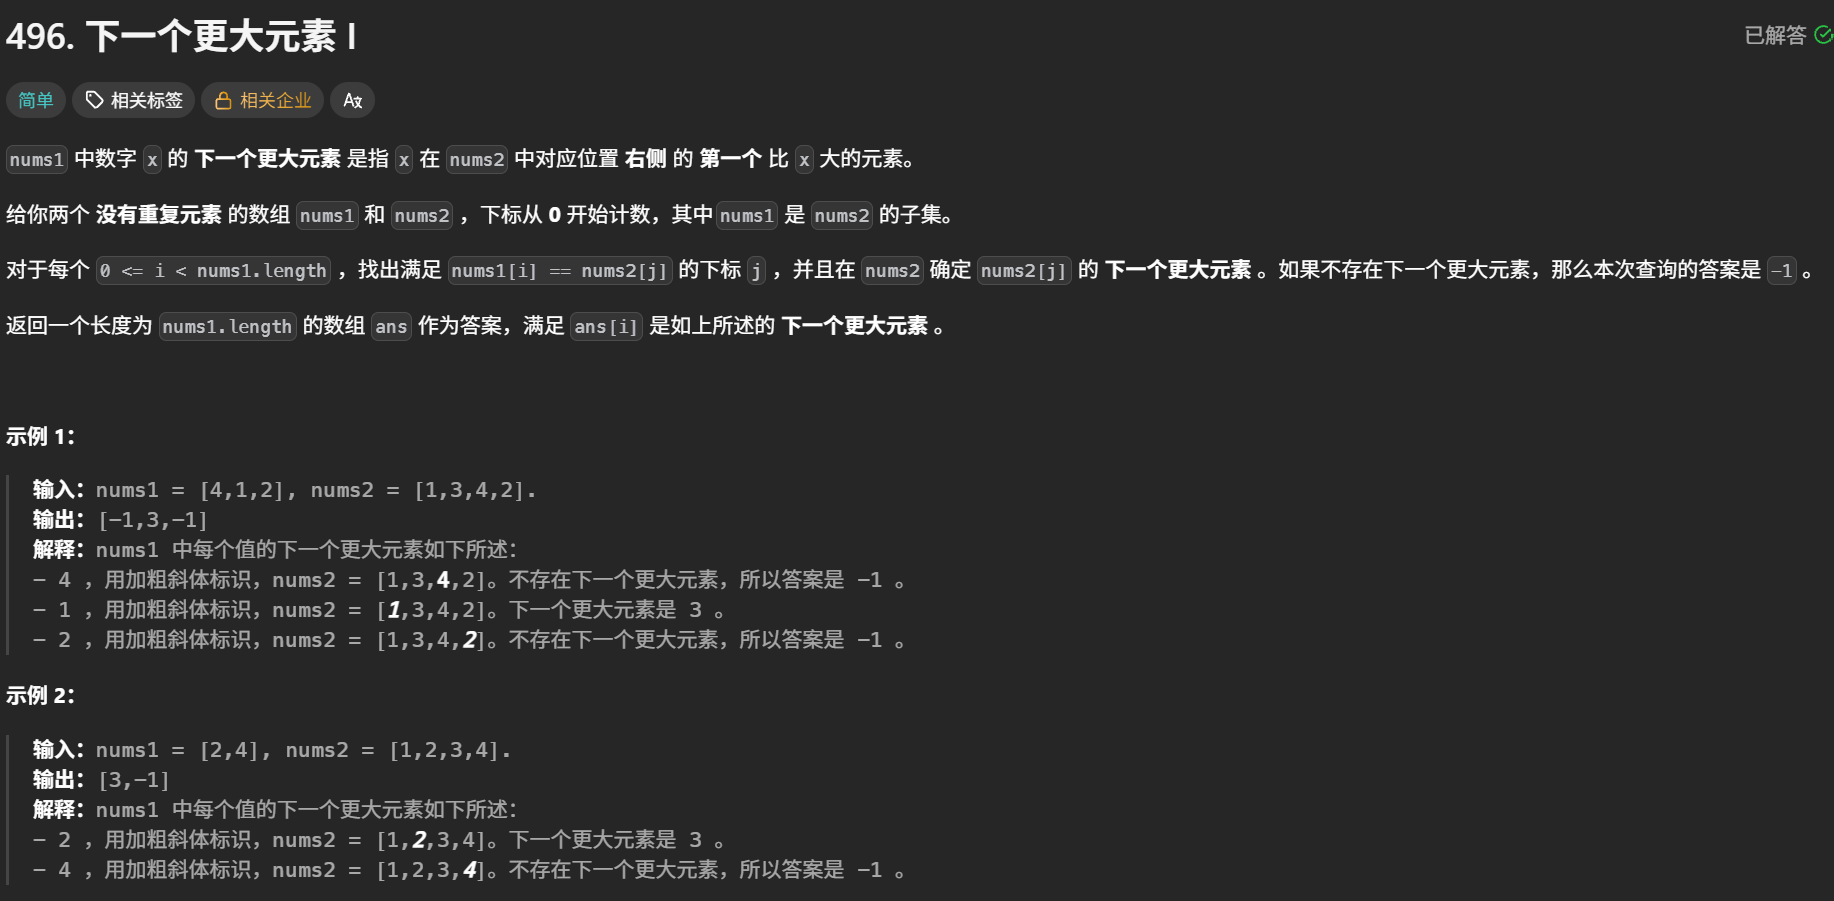 496. 下一个更大元素 I
已解答
简单 相关标签 相关企业
nums1 中数字 x 的 下一个更大元素 是指 x 在 nums2 中对应位置 右侧 的 第一个 比 x 大的元素。
给你两个 没有重复元素 的数组 nums1 和 nums2 ，下标从 0 开始计数，其中 nums1 是 nums2 的子集。
对于每个 0 <= i < nums1.length ，找出满足 nums1[i] == nums2[j] 的下标 j ，并且在 nums2 确定 nums2[j] 的 下一个更大元素 。如果不存在下一个更大元素，那么本次查询的答案是 -1 。
返回一个长度为 nums1.length 的数组 ans 作为答案，满足 ans[i] 是如上所述的 下一个更大元素 。
示例 1：
输入：nums1 = [4,1,2], nums2 = [1,3,4,2].
输出：[-1,3,-1]
解释：nums1 中每个值的下一个更大元素如下所述：
- 4 ，用加粗斜体标识，nums2 = [1,3,4,2]。不存在下一个更大元素，所以答案是 -1 。
- 1 ，用加粗斜体标识，nums2 = [1,3,4,2]。下一个更大元素是 3 。
- 2 ，用加粗斜体标识，nums2 = [1,3,4,2]。不存在下一个更大元素，所以答案是 -1 。
示例 2：
输入：nums1 = [2,4], nums2 = [1,2,3,4].
输出：[3,-1]
解释：nums1 中每个值的下一个更大元素如下所述：
- 2 ，用加粗斜体标识，nums2 = [1,2,3,4]。下一个更大元素是 3 。
- 4 ，用加粗斜体标识，nums2 = [1,2,3,4]。不存在下一个更大元素，所以答案是 -1 。